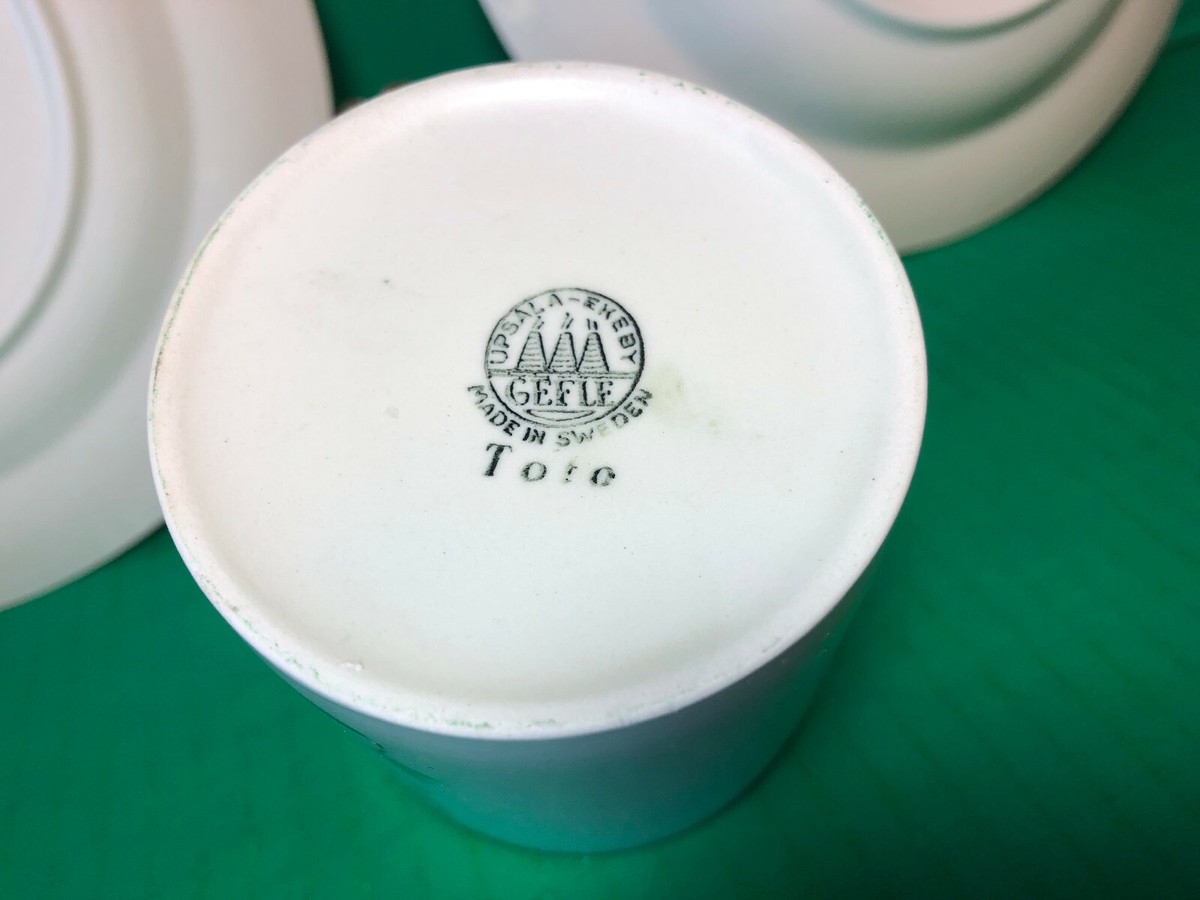 UPSALA-EKEBY
GEFLE
MADE IN SWEDEN
Toto